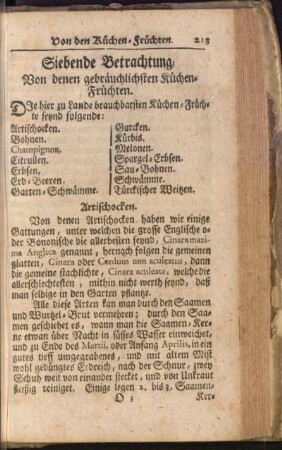 Von den Küchen-Früchten. 213
Siebende Betrachtung,
Von denen gebräuchlichsten Küchen-
Früchten.
Die hier zu Lande brauchbarsten Küchen-Früch-
te seynd folgende:
Artischocken.
Bohnen.
Champignon.
Citrullen.
Erbsen,
Erd-Beeren.
Garten-Schwämme.
Gurcken.
Kürbis.
Melonen.
Spargel-Erbsen.
Sau-Bohnen.
Schwämme.
Türckischer Weitzen.
Artischocken.
Von denen Artischocken haben wir einige
Gattungen, unter welchen die grosse Englische o-
der Bononische die allerbesten seynd, Cinara maxi-
ma Anglica genannt, hernach folgen die gemeinen
glatten, Cinara oder Carduus non aculeatus, dann
die gemeine stachlichte, Cinara aculeata, welche die
allerschlechtesten, mithin nicht werth seynd, daß
man selbige in den Garten pflantze.
Alle diese Arten kan man durch den Saamen
und Wurtzel-Brut vermehren; durch den Saa-
men geschiehet es, wann man die Saamen-Ker-
ne etwan über Nacht in süsses Wasser einweichet,
und zu Ende des Martii, oder Anfang Aprilis, in ein
gutes tieff umgegrabenes, und mit altem Mist
wohl gedüngtes Erdreich, nach der Schnur, zwey
Schuh weit von einander stecket, und von Unkraut
fleißig reiniget. Einige legen 2. bis 3. Saamen-
O 3 Ker-